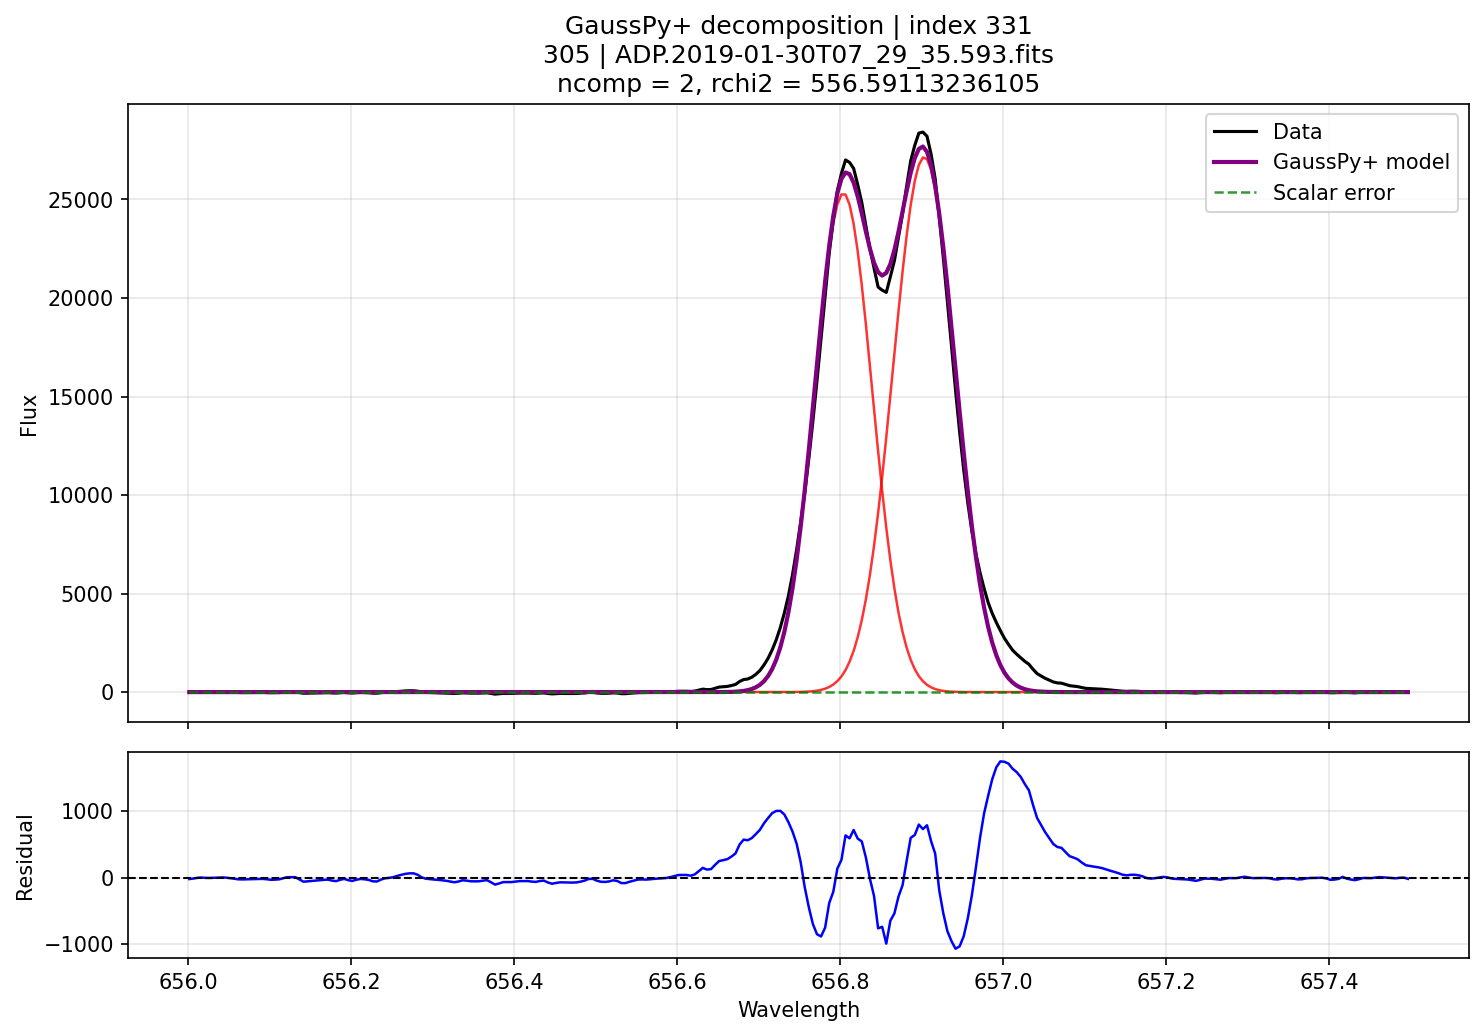 GaussPy+ decomposition | index 331
305 | ADP.2019-01-30T07_29_35.593.fits
ncomp = 2, rchi2 = 556.59113236105
Data
GaussPy+ model
Scalar error
Flux
25000
20000
15000
10000
5000
0
Residual
1000
0
−1000
656.0 656.2 656.4 656.6 656.8 657.0 657.2 657.4
Wavelength